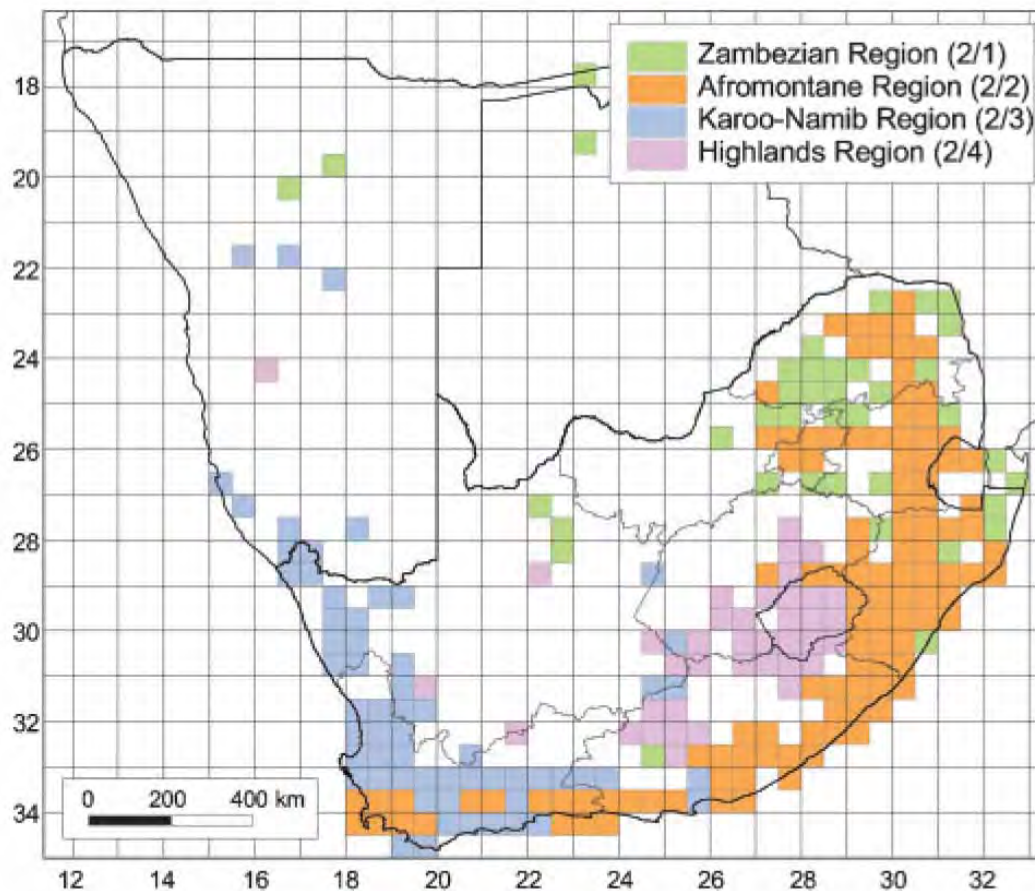 Zambezian Region (2/1)
Afromontane Region (2/2)
Karoo-Namib Region (2/3)
Highlands Region (2/4)
18
20
22
24
26
28
30
32
34
0 200 400 km
12 14 16 18 20 22 24 26 28 30 32